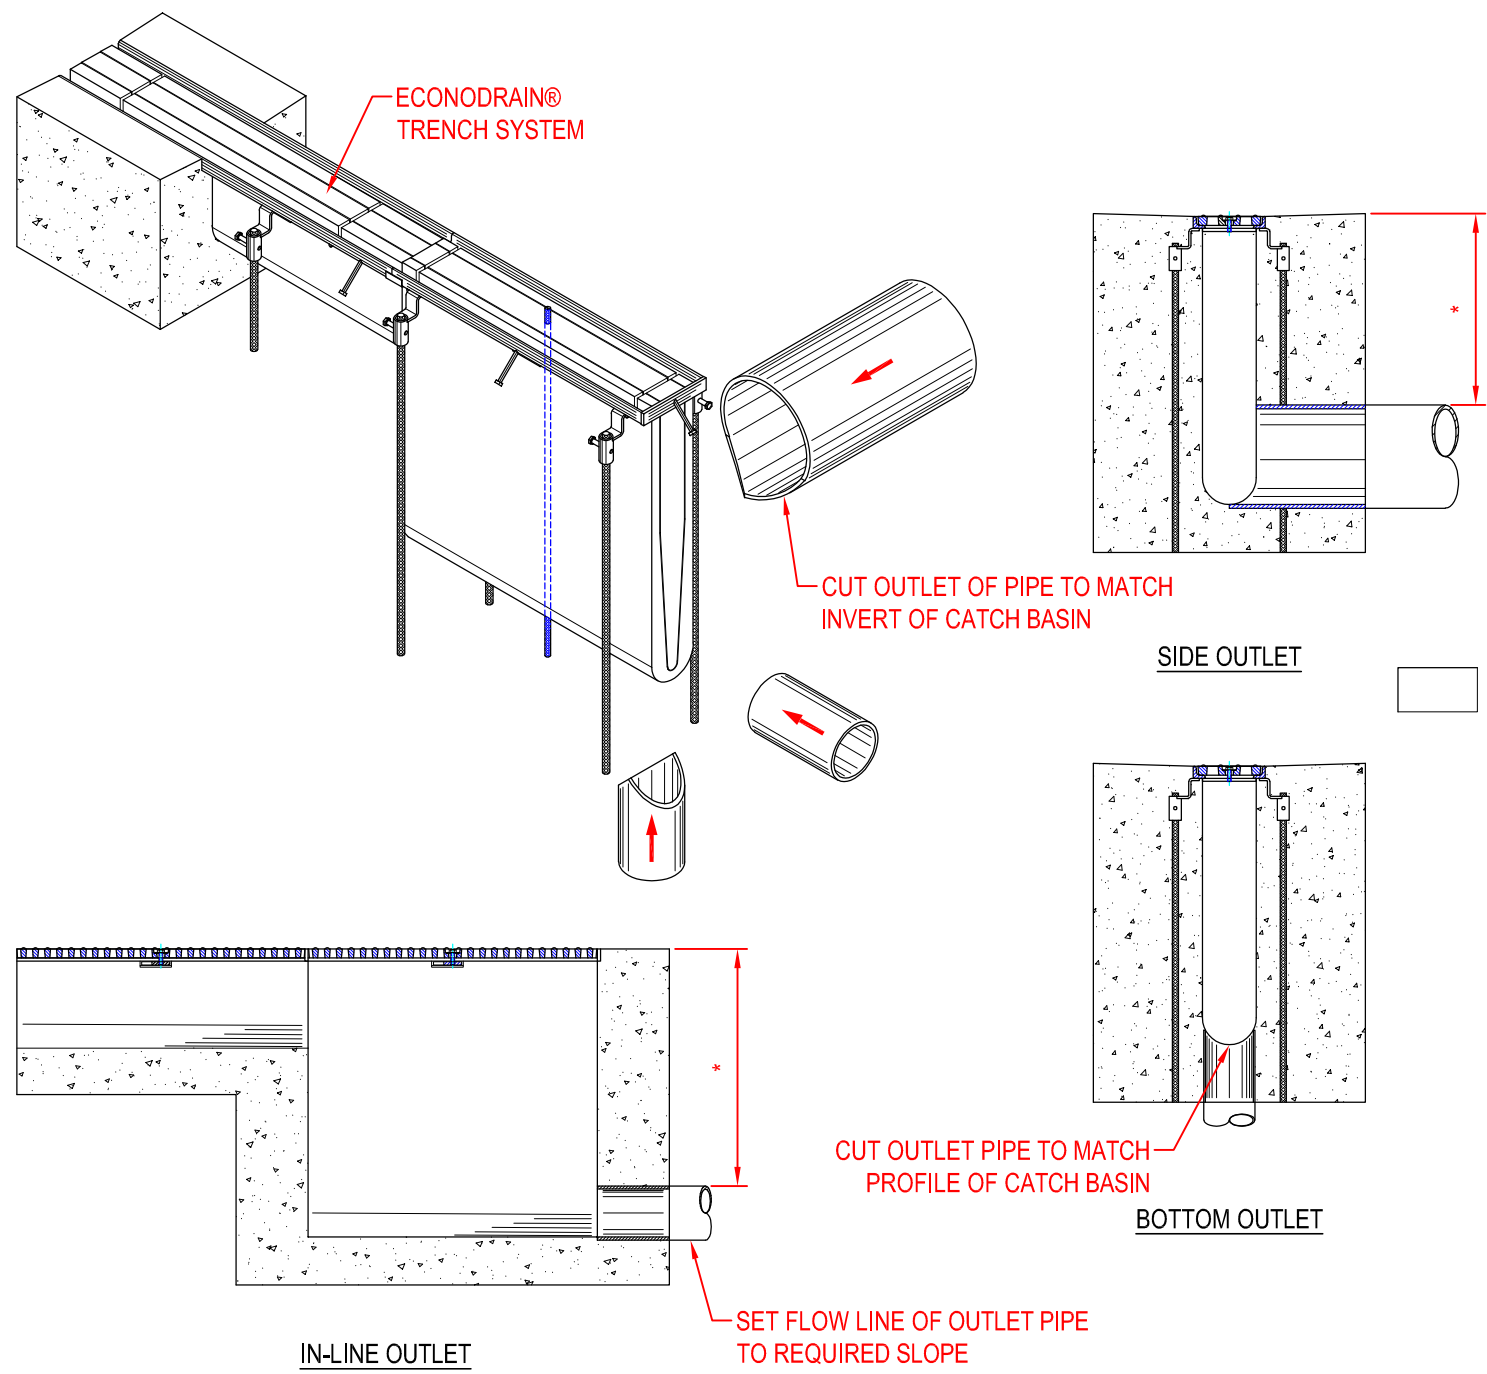 ECONODRAIN®
TRENCH SYSTEM
*
CUT OUTLET OF PIPE TO MATCH
INVERT OF CATCH BASIN
SIDE OUTLET
*
CUT OUTLET PIPE TO MATCH
PROFILE OF CATCH BASIN
BOTTOM OUTLET
SET FLOW LINE OF OUTLET PIPE
TO REQUIRED SLOPE
IN-LINE OUTLET